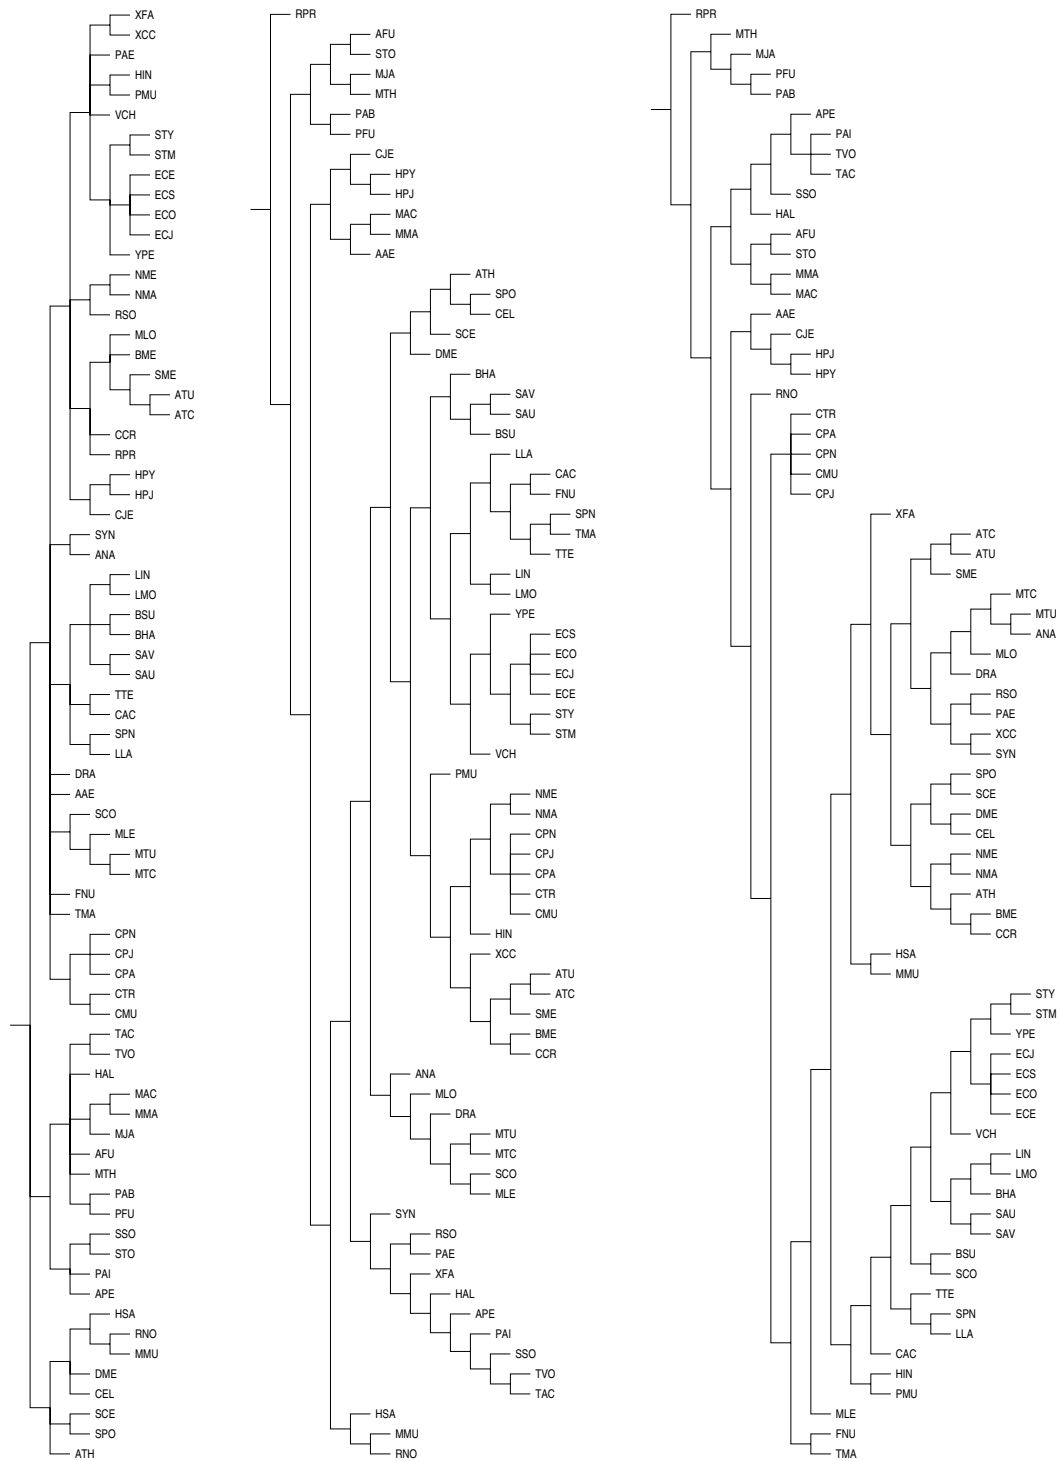 XFA
XCC
PAE
HIN
PMU
VCH
STY
STM
ECE
ECS
ECO
ECJ
YPE
NME
NMA
RSO
MLO
BME
SME
ATU
ATC
CCR
RPR
HPY
HPJ
CJE
SYN
ANA
LIN
LMO
BSU
BHA
SAV
SAU
TTE
CAC
SPN
LLA
DRA
AAE
SCO
MLE
MTU
MTC
FNU
TMA
CPN
CPJ
CPA
CTR
CMU
TAC
TVO
HAL
MAC
MMA
MJA
AFU
MTH
PAB
PFU
SSO
STO
PAI
APE
HSA
RNO
MMU
DME
CEL
SCE
SPO
ATH
RPR
AFU
STO
MJA
MTH
PAB
PFU
CJE
HPY
HPJ
MAC
MMA
AAE
ATH
SPO
CEL
SCE
DME
BHA
SAV
SAU
BSU
LLA
CAC
FNU
SPN
TMA
TTE
LIN
LMO
YPE
ECS
ECO
ECJ
ECE
STY
STM
VCH
PMU
NME
NMA
CPN
CPJ
CPA
CTR
CMU
HIN
XCC
ATU
ATC
SME
BME
CCR
ANA
MLO
DRA
MTU
MTC
SCO
MLE
SYN
RSO
PAE
XFA
HAL
APE
PAI
SSO
TVO
TAC
HSA
MMU
RNO
RPR
MTH
MJA
PFU
PAB
APE
PAI
TVO
TAC
SSO
HAL
AFU
STO
MMA
MAC
AAE
CJE
HPJ
HPY
RNO
CTR
CPA
CPN
CMU
CPJ
XFA
ATC
ATU
SME
MTC
MTU
ANA
MLO
DRA
RSO
PAE
XCC
SYN
SPO
SCE
DME
CEL
NME
NMA
ATH
BME
CCR
HSA
MMU
STY
STM
YPE
ECJ
ECS
ECO
ECE
VCH
LIN
LMO
BHA
SAU
SAV
BSU
SCO
TTE
SPN
LLA
CAC
HIN
PMU
MLE
FNU
TMA